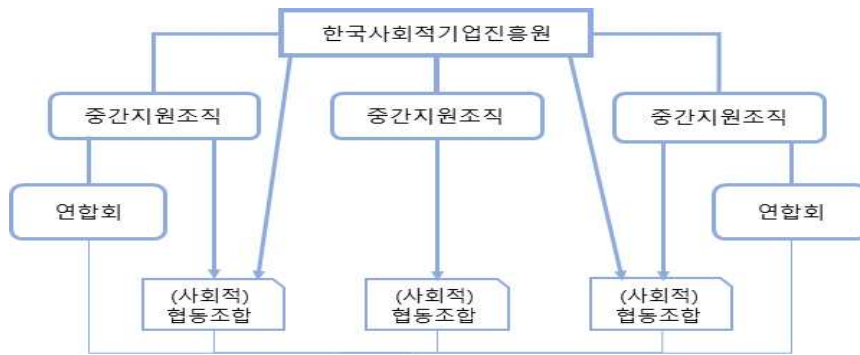 한국사회적기업진흥원
중간지원조직 중간지원조직 중간지원조직
연합회 연합회
(사회적) (사회적) (사회적)
협동조합 협동조합 협동조합